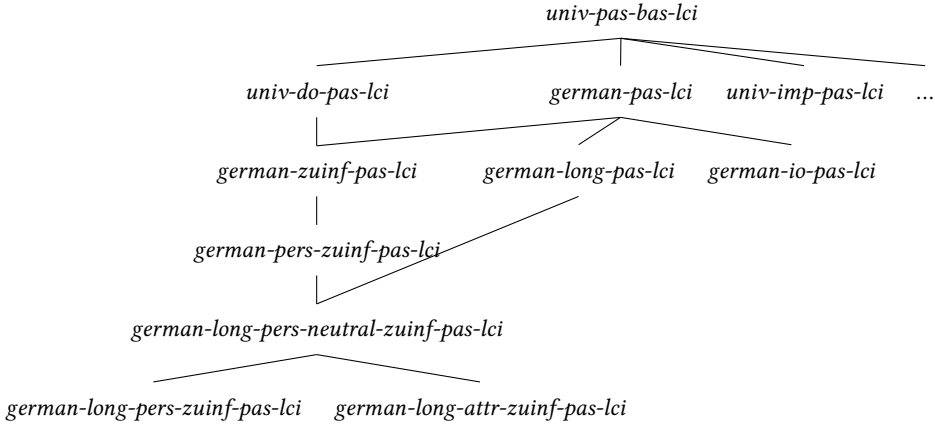 univ-pas-bas-lci
univ-do-pas-lci german-pas-lci univ-imp-pas-lci ...
german-zuinf-pas-lci german-long-pas-lci german-io-pas-lci
german-pers-zuinf-pas-lci
german-long-pers-neutral-zuinf-pas-lci
german-long-pers-zuinf-pas-lci german-long-attr-zuinf-pas-lci